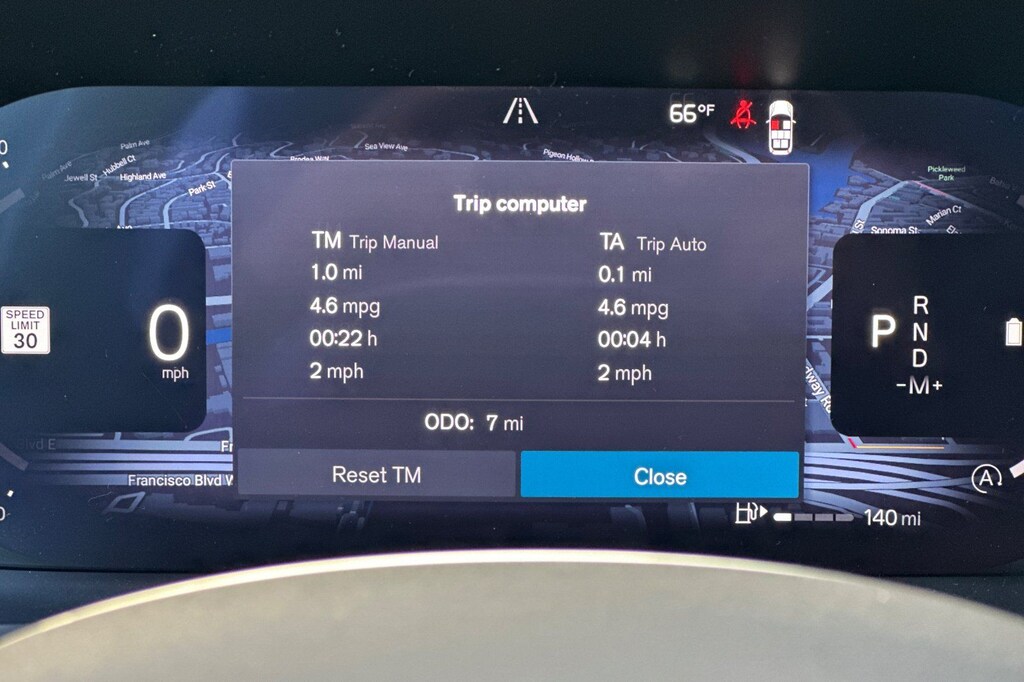 66°F
Palm Ave
Sea View Ave
Hubbell Ct
Jewell St
Highland Ave
Park St
Pickleweed
Park
Marian Ct
Sonoma St
Trip computer
TM Trip Manual
TA Trip Auto
1.0 mi
0.1 mi
4.6 mpg
4.6 mpg
00:22 h
00:04 h
2 mph
2 mph
ODO: 7 mi
Reset TM
Close
SPEED
LIMIT
30
0
mph
P
R
N
D
-M+
Francisco Blvd W
A
140 mi